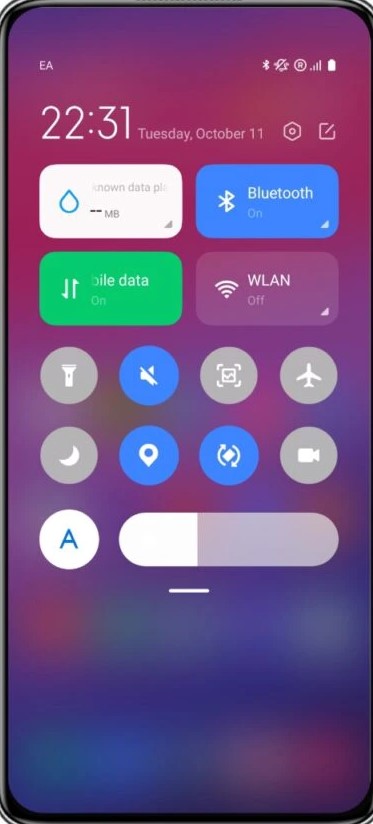 EA
22:31 Tuesday, October 11
known data pl
-- MB
Bluetooth
On
bile data
On
WLAN
Off
A